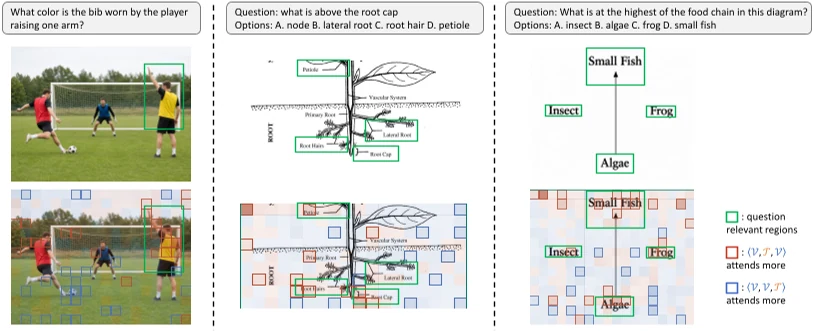 What color is the bib worn by the player
raising one arm?
Question: what is above the root cap
Options: A. node B. lateral root C. root hair D. petiole
Petiole
Vascular System
Primary Root
Lateral Root
ROOT
Root Hairs
Root Cap
Petiole
Vascular System
Primary Root
Lateral Root
ROOT
Root Hairs
Root Cap
Question: What is at the highest of the food chain in this diagram?
Options: A. insect B. algae C. frog D. small fish
Small Fish
Insect
Frog
Algae
Small Fish
Insect
Frog
Algae
: question
relevant regions
: ⟨V, T, V⟩
attends more
: ⟨V, V, T⟩
attends more